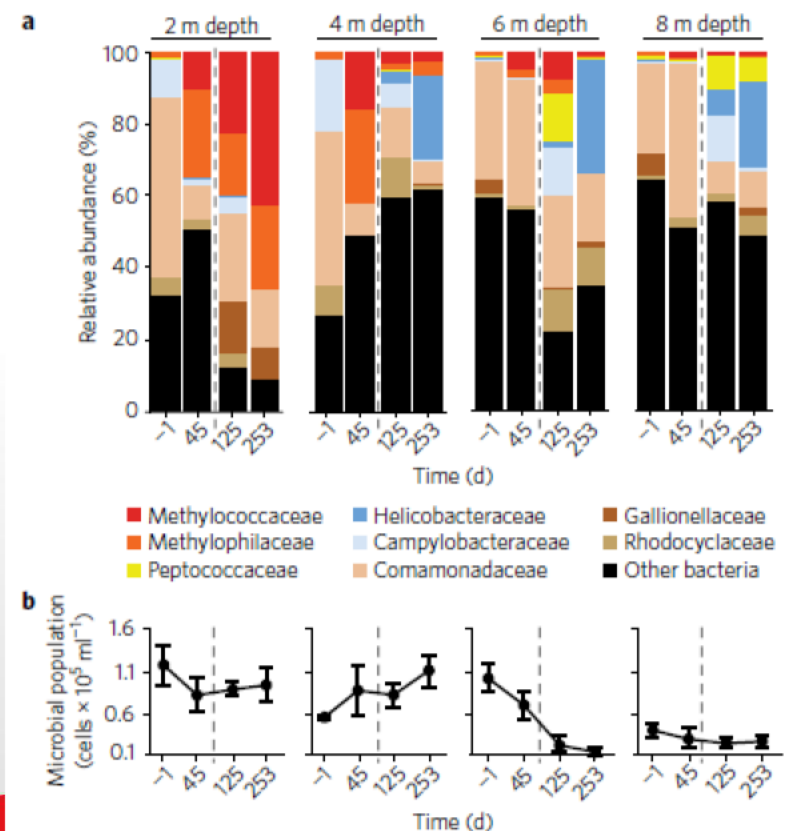 a
2 m depth 4 m depth 6 m depth 8 m depth
Relative abundance (%)
100
80
60
40
20
0
−1 45 125 253 −1 45 125 253 −1 45 125 253 −1 45 125 253
Time (d)
Methylococcaceae Helicobacteraceae Gallionellaceae
Methylophilaceae Campylobacteraceae Rhodocyclaceae
Peptococcaceae Comamonadaceae Other bacteria
b
Microbial population
(cells × 10⁵ ml⁻¹)
1.6
1.1
0.6
0.1
−1 45 125 253 −1 45 125 253 −1 45 125 253 −1 45 125 253
Time (d)